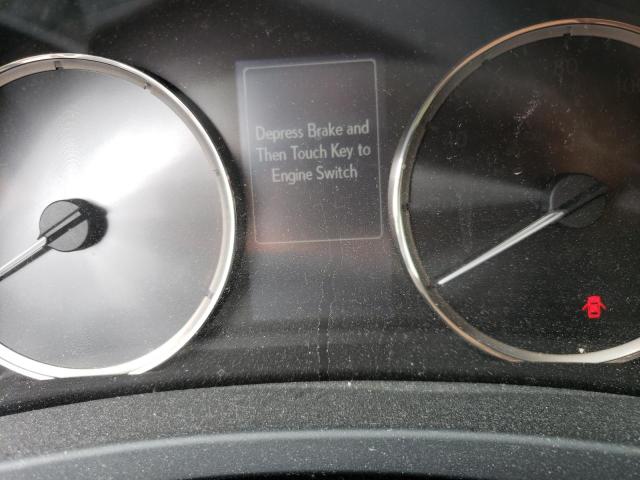 Depress Brake and
Then Touch Key to
Engine Switch